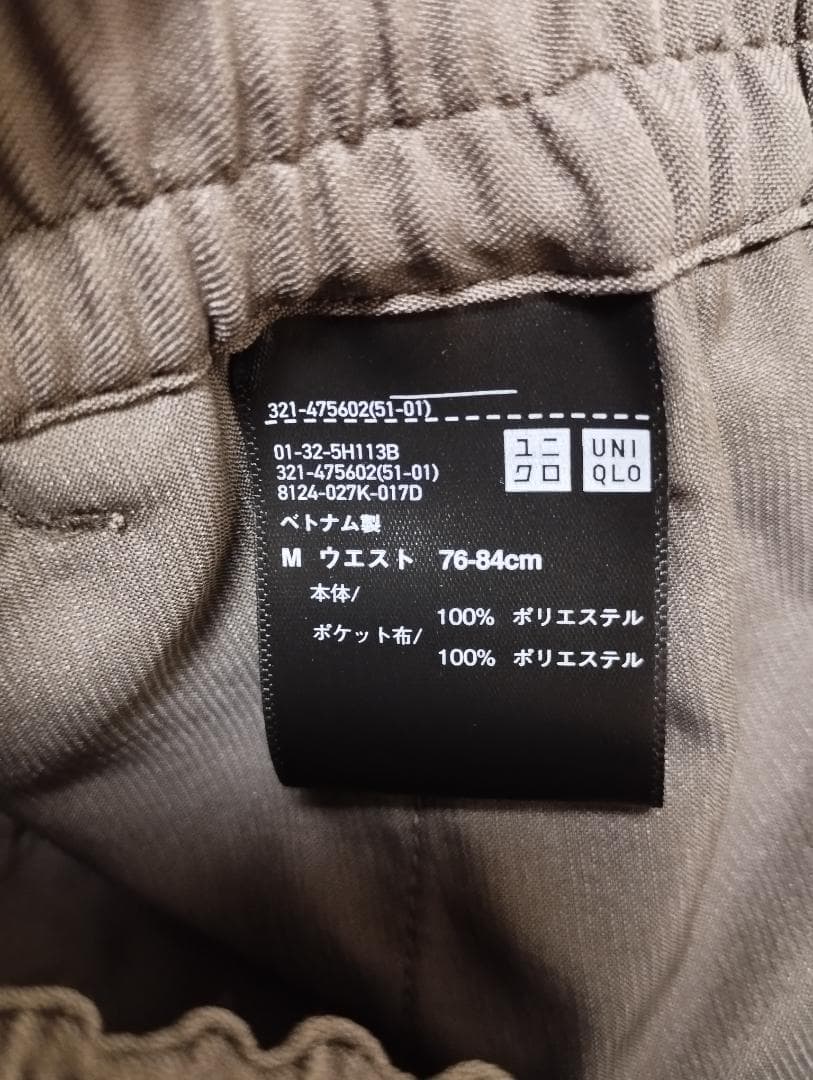 321-475602(51-01)
01-32-5H113B
321-475602(51-01)
8124-027K-017D
ユニ
クロ
UNI
QLO
ベトナム製
M ウエスト 76-84cm
本体/
100% ポリエステル
ポケット布/
100% ポリエステル